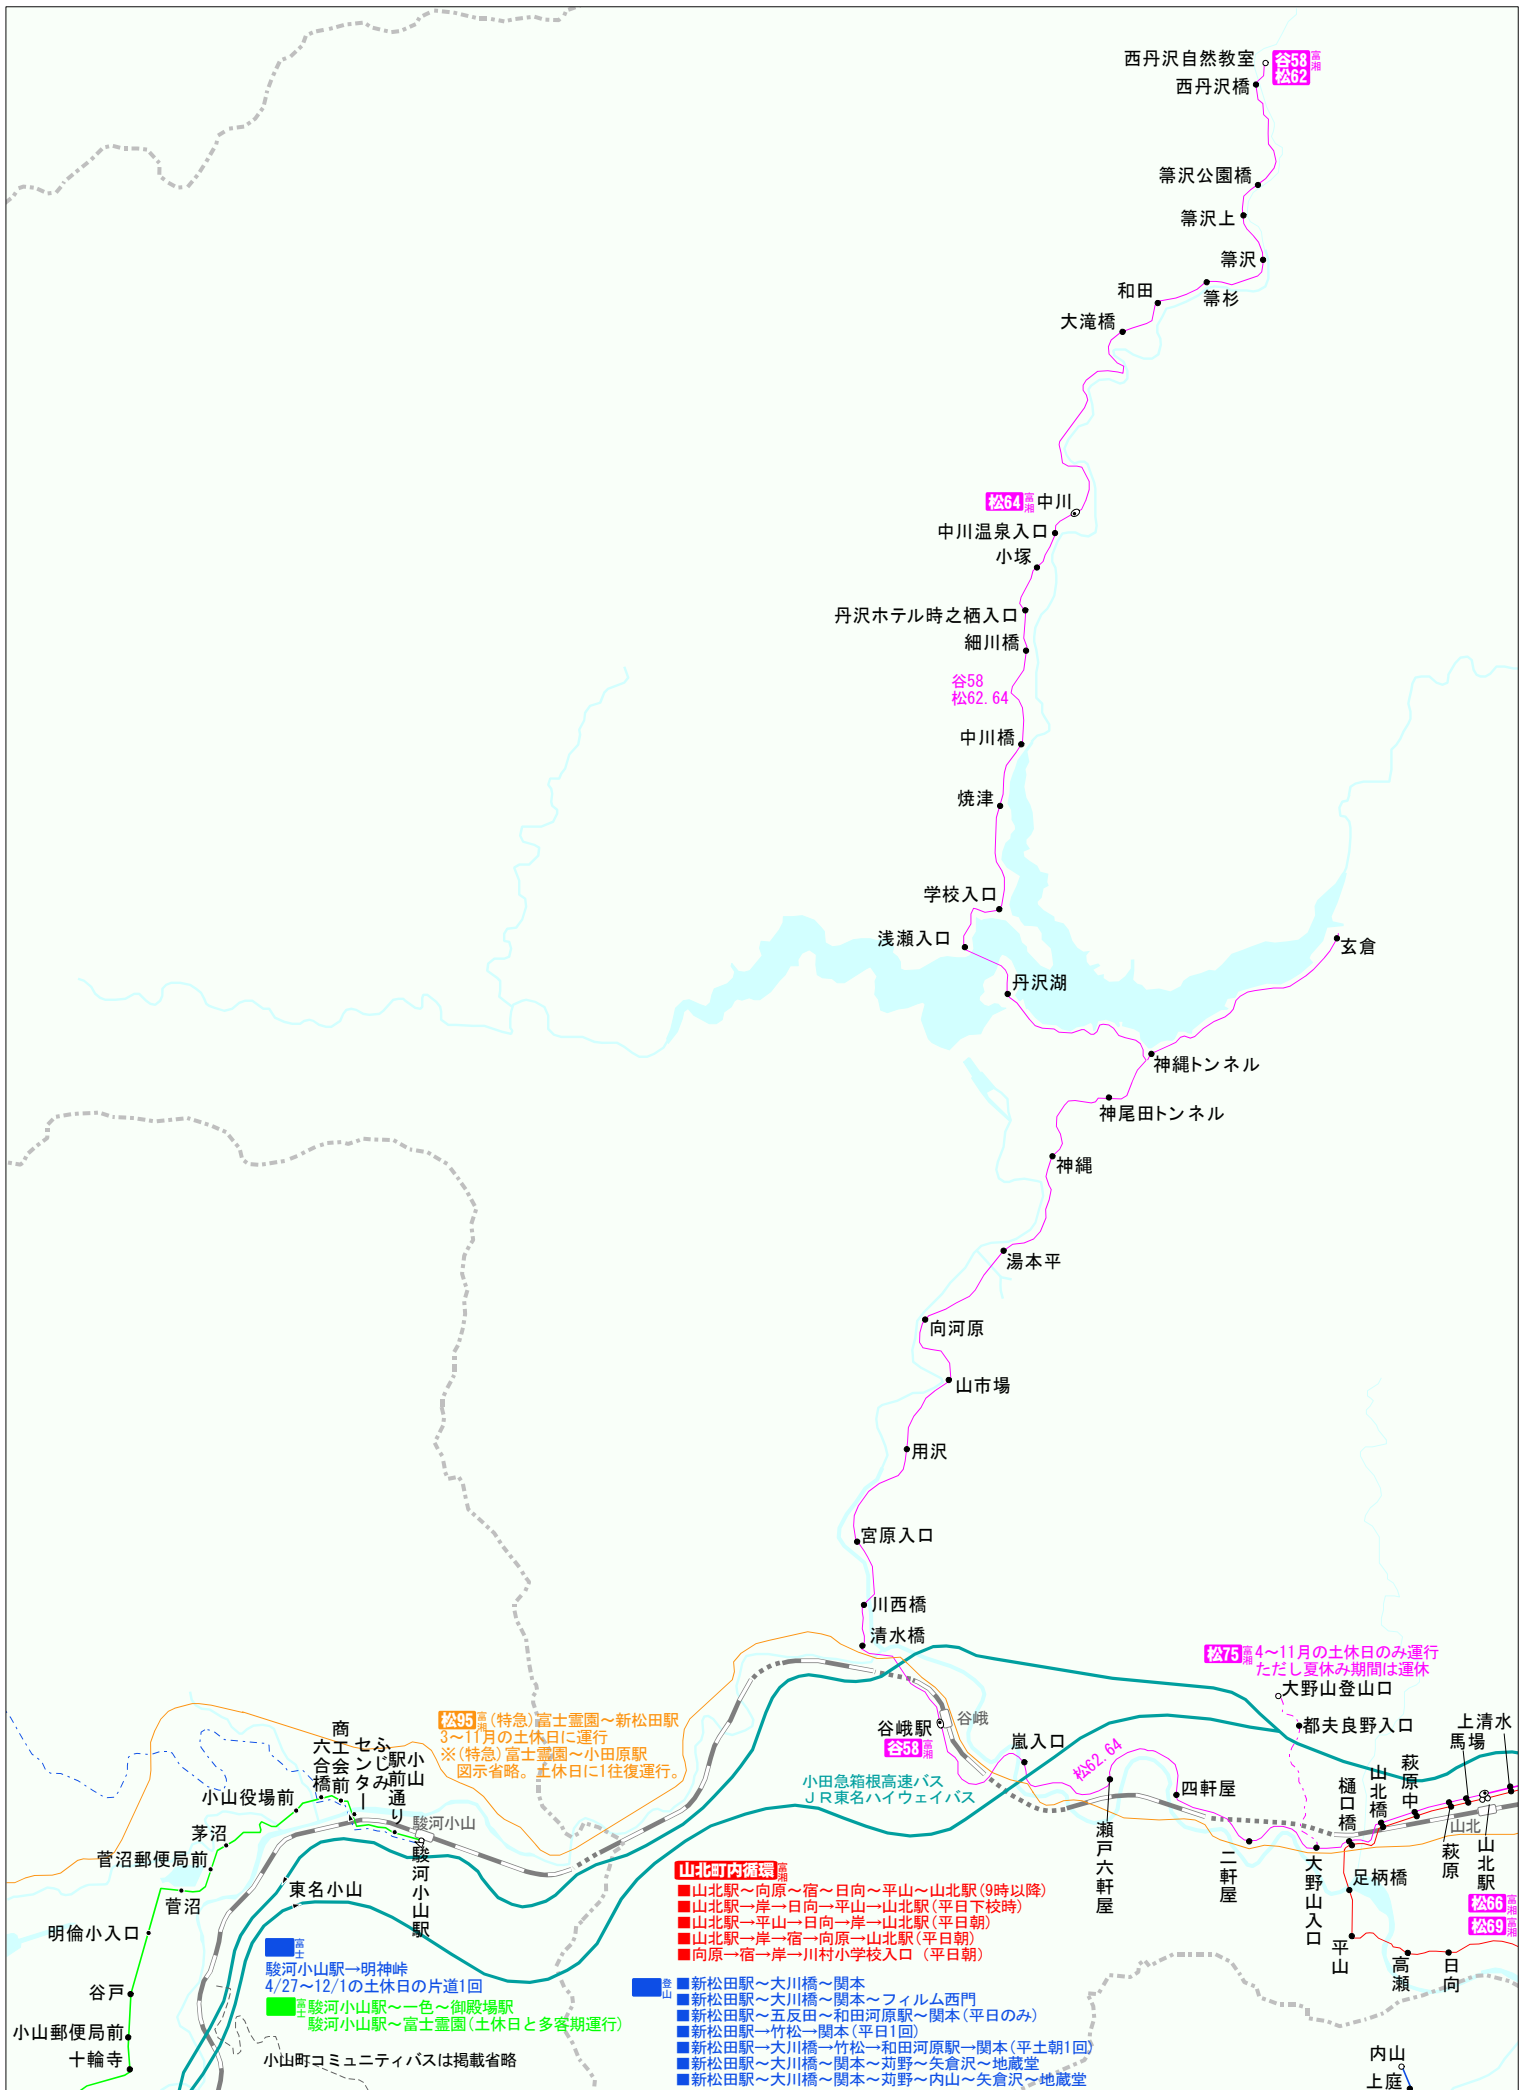 西丹沢自然教室
谷58 富湘
松62
西丹沢橋
箒沢公園橋
箒沢上
箒沢
箒杉
和田
大滝橋
松64 富湘 中川
中川温泉入口
小塚
丹沢ホテル時之栖入口
細川橋
谷58
松62.64
中川橋
焼津
学校入口
浅瀬入口
玄倉
丹沢湖
神縄トンネル
神尾田トンネル
神縄
湯本平
向河原
山市場
用沢
宮原入口
川西橋
清水橋
谷峨駅
谷峨
谷58 富湘
嵐入口
松62.64
瀬戸六軒屋
四軒屋
二軒屋
大野山入口
松75 富湘 4～11月の土休日のみ運行
ただし夏休み期間は運休
大野山登山口
都夫良野入口
樋口橋
山北橋
萩原中
萩原
馬場
上清水
山北
山北駅
松66 富湘
松69 富湘
足柄橋
平山
高瀬
日向
松95 富湘 (特急)富士霊園～新松田駅
3～11月の土休日に運行
※(特急)富士霊園～小田原駅
図示省略。土休日に1往復運行。
小田急箱根高速バス
ＪＲ東名ハイウェイバス
小山駅前通り
ふじみセンター
商工会前
六合橋
駿河小山
駿河小山駅
小山役場前
茅沼
菅沼郵便局前
菅沼
明倫小入口
谷戸
小山郵便局前
十輪寺
東名小山
富士
駿河小山駅→明神峠
4/27～12/1の土休日の片道1回
富士 駿河小山駅～一色～御殿場駅
駿河小山駅～富士霊園(土休日と多客期運行)
小山町コミュニティバスは掲載省略
山北町内循環 富湘
■山北駅～向原～宿～日向～平山～山北駅(9時以降)
■山北駅→岸→日向→平山→山北駅(平日下校時)
■山北駅→平山→日向→岸→山北駅(平日朝)
■山北駅→岸→宿→向原→山北駅(平日朝)
■向原→宿→岸→川村小学校入口 (平日朝)
登山 ■新松田駅～大川橋～関本
■新松田駅～大川橋～関本～フィルム西門
■新松田駅～五反田～和田河原駅～関本(平日のみ)
■新松田駅→竹松→関本(平日1回)
■新松田駅→大川橋→竹松→和田河原駅→関本(平土朝1回)
■新松田駅～大川橋～関本～苅野～矢倉沢～地蔵堂
■新松田駅～大川橋～関本～苅野～内山～矢倉沢～地蔵堂
内山
上庭